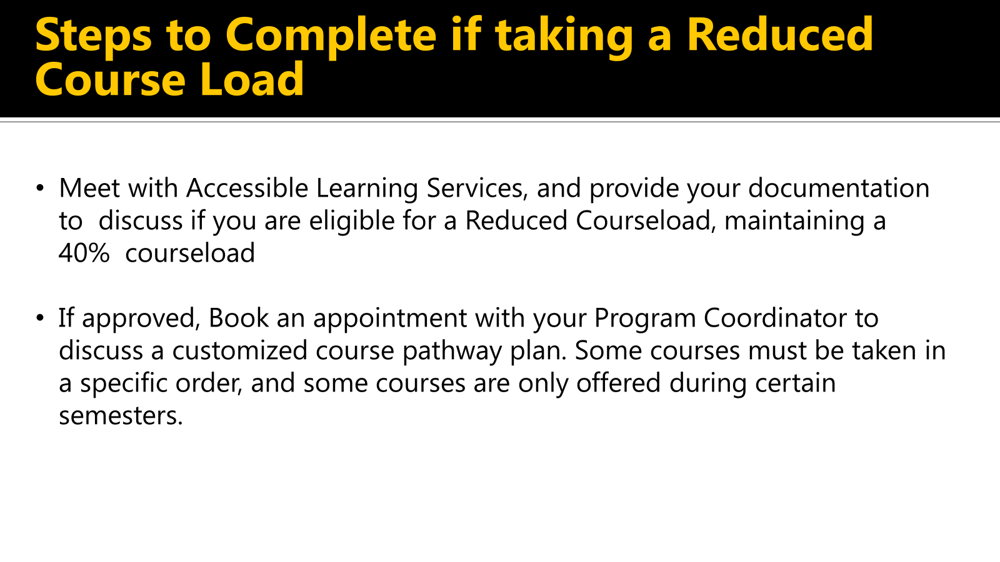 Steps to Complete if taking a Reduced
Course Load
• Meet with Accessible Learning Services, and provide your documentation
to  discuss if you are eligible for a Reduced Courseload, maintaining a
40%  courseload
• If approved, Book an appointment with your Program Coordinator to
discuss a customized course pathway plan. Some courses must be taken in
a specific order, and some courses are only offered during certain
semesters.